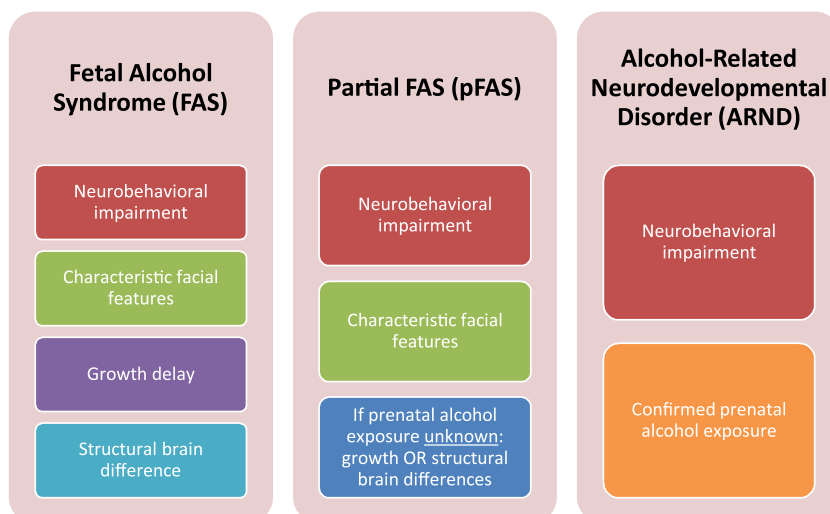 Fetal Alcohol
Syndrome (FAS)
Neurobehavioral
impairment
Characteristic facial
features
Growth delay
Structural brain
difference
Partial FAS (pFAS)
Neurobehavioral
impairment
Characteristic facial
features
If prenatal alcohol
exposure unknown:
growth OR structural
brain differences
Alcohol-Related
Neurodevelopmental
Disorder (ARND)
Neurobehavioral
impairment
Confirmed prenatal
alcohol exposure